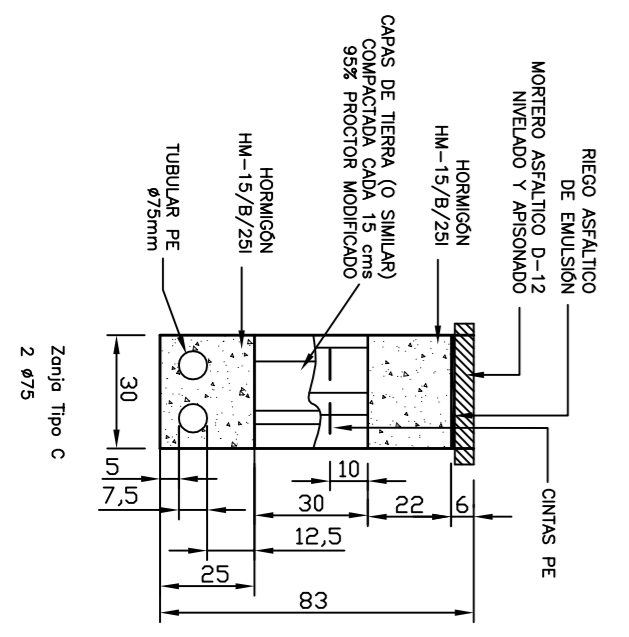 RIEGO ASFÁLTICO
DE EMULSIÓN
MORTERO ASFALTICO D-12
NIVELADO Y APISONADO
HORMIGÓN
HM-15/B/25I
CAPAS DE TIERRA (O SIMILAR)
COMPACTADA CADA 15 cms
95% PROCTOR MODIFICADO
HORMIGÓN
HM-15/B/25I
TUBULAR PE
ø75mm
CINTAS PE
6
22
10
30
12,5
7,5
5
25
83
30
Zanja Tipo C
2 ø75